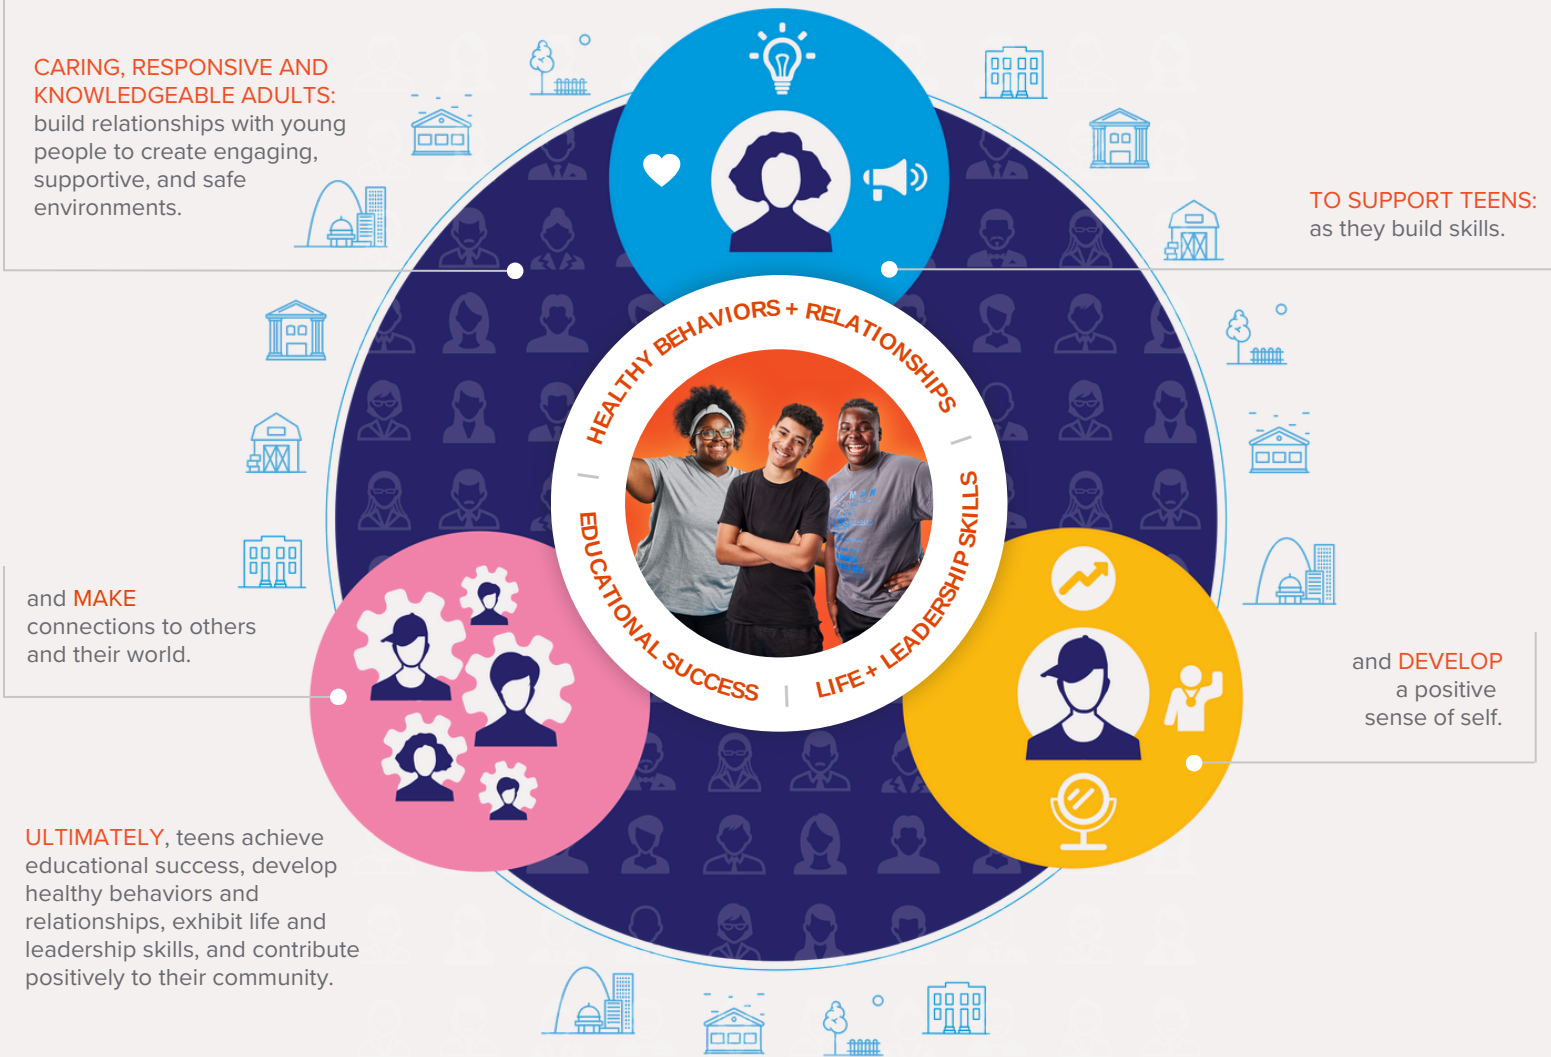 CARING, RESPONSIVE AND
KNOWLEDGEABLE ADULTS:
build relationships with young
people to create engaging,
supportive, and safe
environments.
TO SUPPORT TEENS:
as they build skills.
HEALTHY BEHAVIORS + RELATIONSHIPS
LIFE + LEADERSHIP SKILLS
EDUCATIONAL SUCCESS
and DEVELOP
a positive
sense of self.
and MAKE
connections to others
and their world.
ULTIMATELY, teens achieve
educational success, develop
healthy behaviors and
relationships, exhibit life and
leadership skills, and contribute
positively to their community.